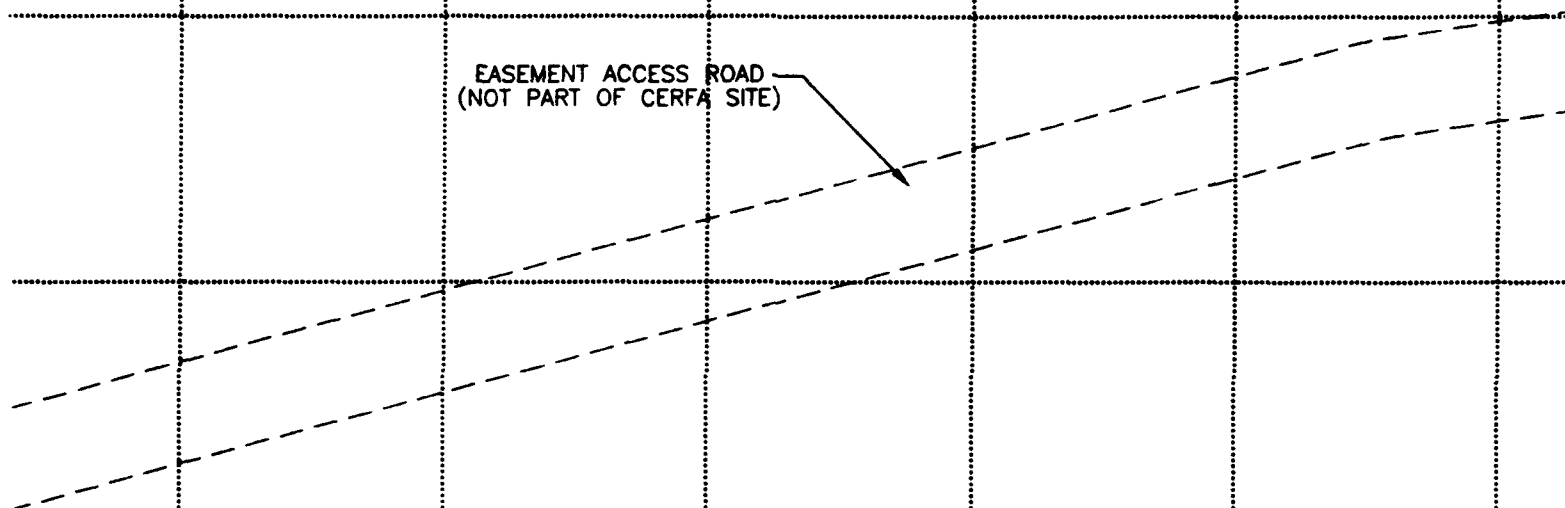 EASEMENT ACCESS ROAD
(NOT PART OF CERFA SITE)